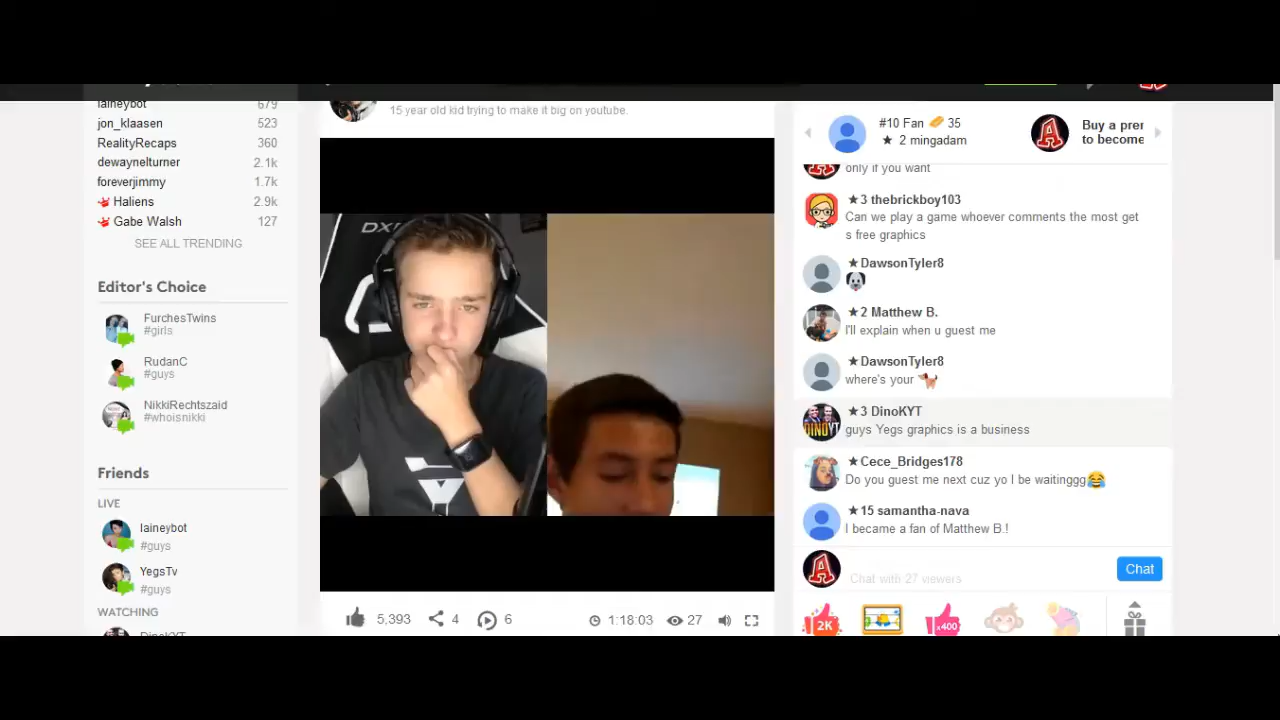 laineybot 679
jon_klaasen 523
RealityRecaps 360
dewaynelturner 2.1k
foreverjimmy 1.7k
Haliens 2.9k
Gabe Walsh 127
SEE ALL TRENDING
Editor's Choice
FurchesTwins
#girls
RudanC
#guys
NikkiRechtszaid
#whoisnikki
Friends
LIVE
laineybot
#guys
YegsTv
#guys
WATCHING
DinoKYT
15 year old kid trying to make it big on youtube.
DX
5,393 4 6 1:18:03 27
#10 Fan 35
★ 2 mingadam
Buy a prer
to become
only if you want
★3 thebrickboy103
Can we play a game whoever comments the most get
s free graphics
★DawsonTyler8
★2 Matthew B.
I'll explain when u guest me
★DawsonTyler8
where's your
★3 DinoKYT
guys Yegs graphics is a business
★Cece_Bridges178
Do you guest me next cuz yo I be waitinggg😂
★15 samantha-nava
I became a fan of Matthew B.!
Chat with 27 viewers
Chat
2K
x400